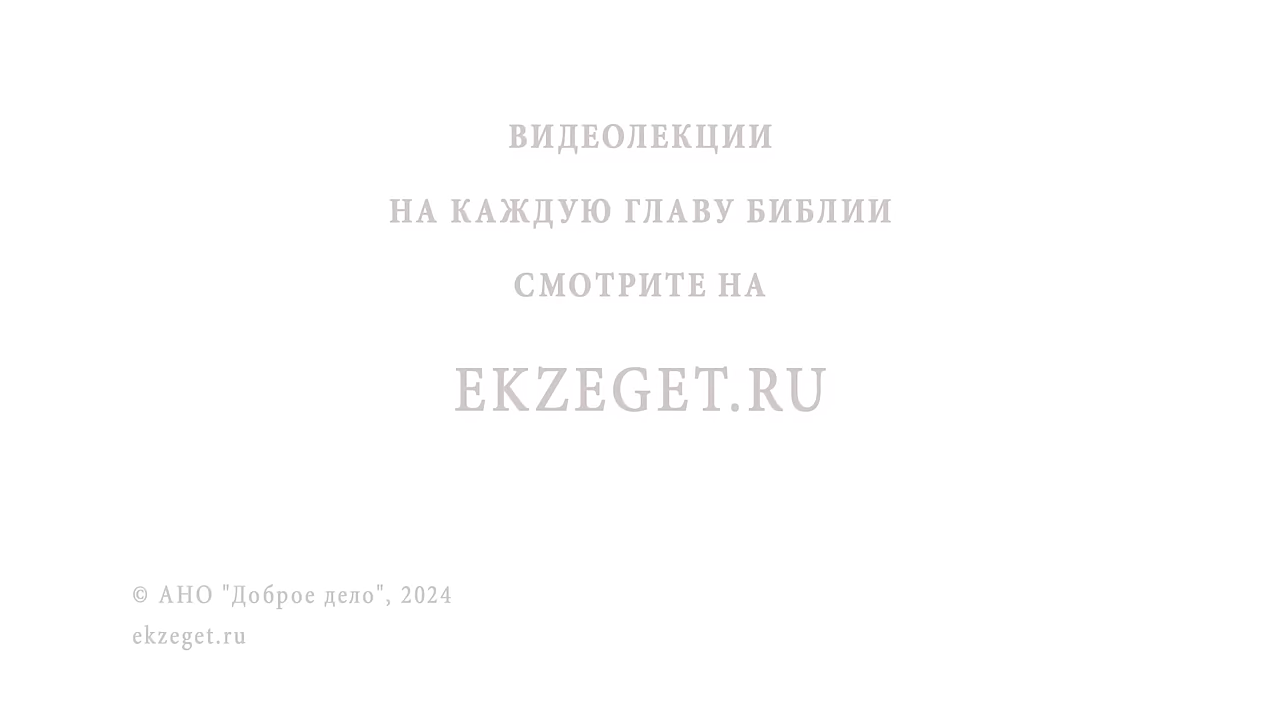 ВИДЕОЛЕКЦИИ
НА КАЖДУЮ ГЛАВУ БИБЛИИ
СМОТРИТЕ НА
EKZEGET.RU
© АНО "Доброе дело", 2024
ekzeget.ru